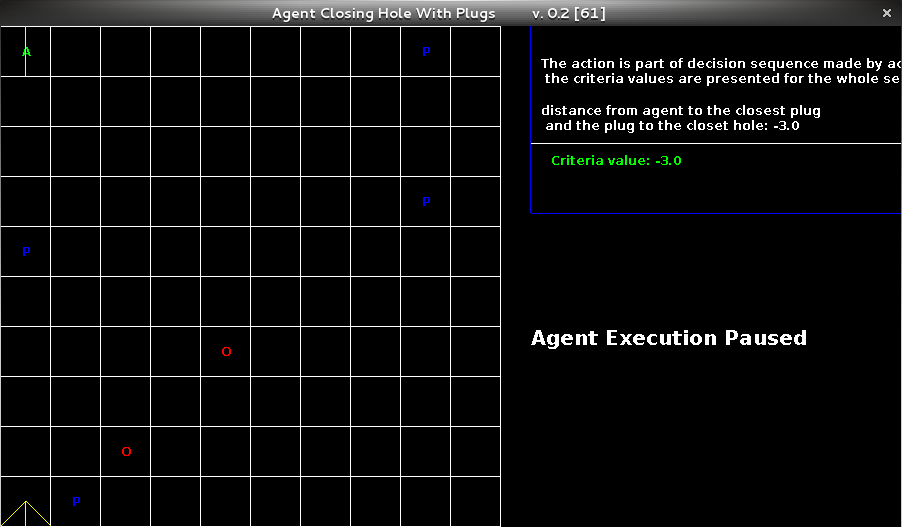 Agent Closing Hole With Plugs v. 0.2 [61]
A
p
The action is part of decision sequence made by
the criteria values are presented for the whole
distance from agent to the closest plug
and the plug to the closet hole: -3.0
Criteria value: -3.0
p
p
Agent Execution Paused
O
O
p